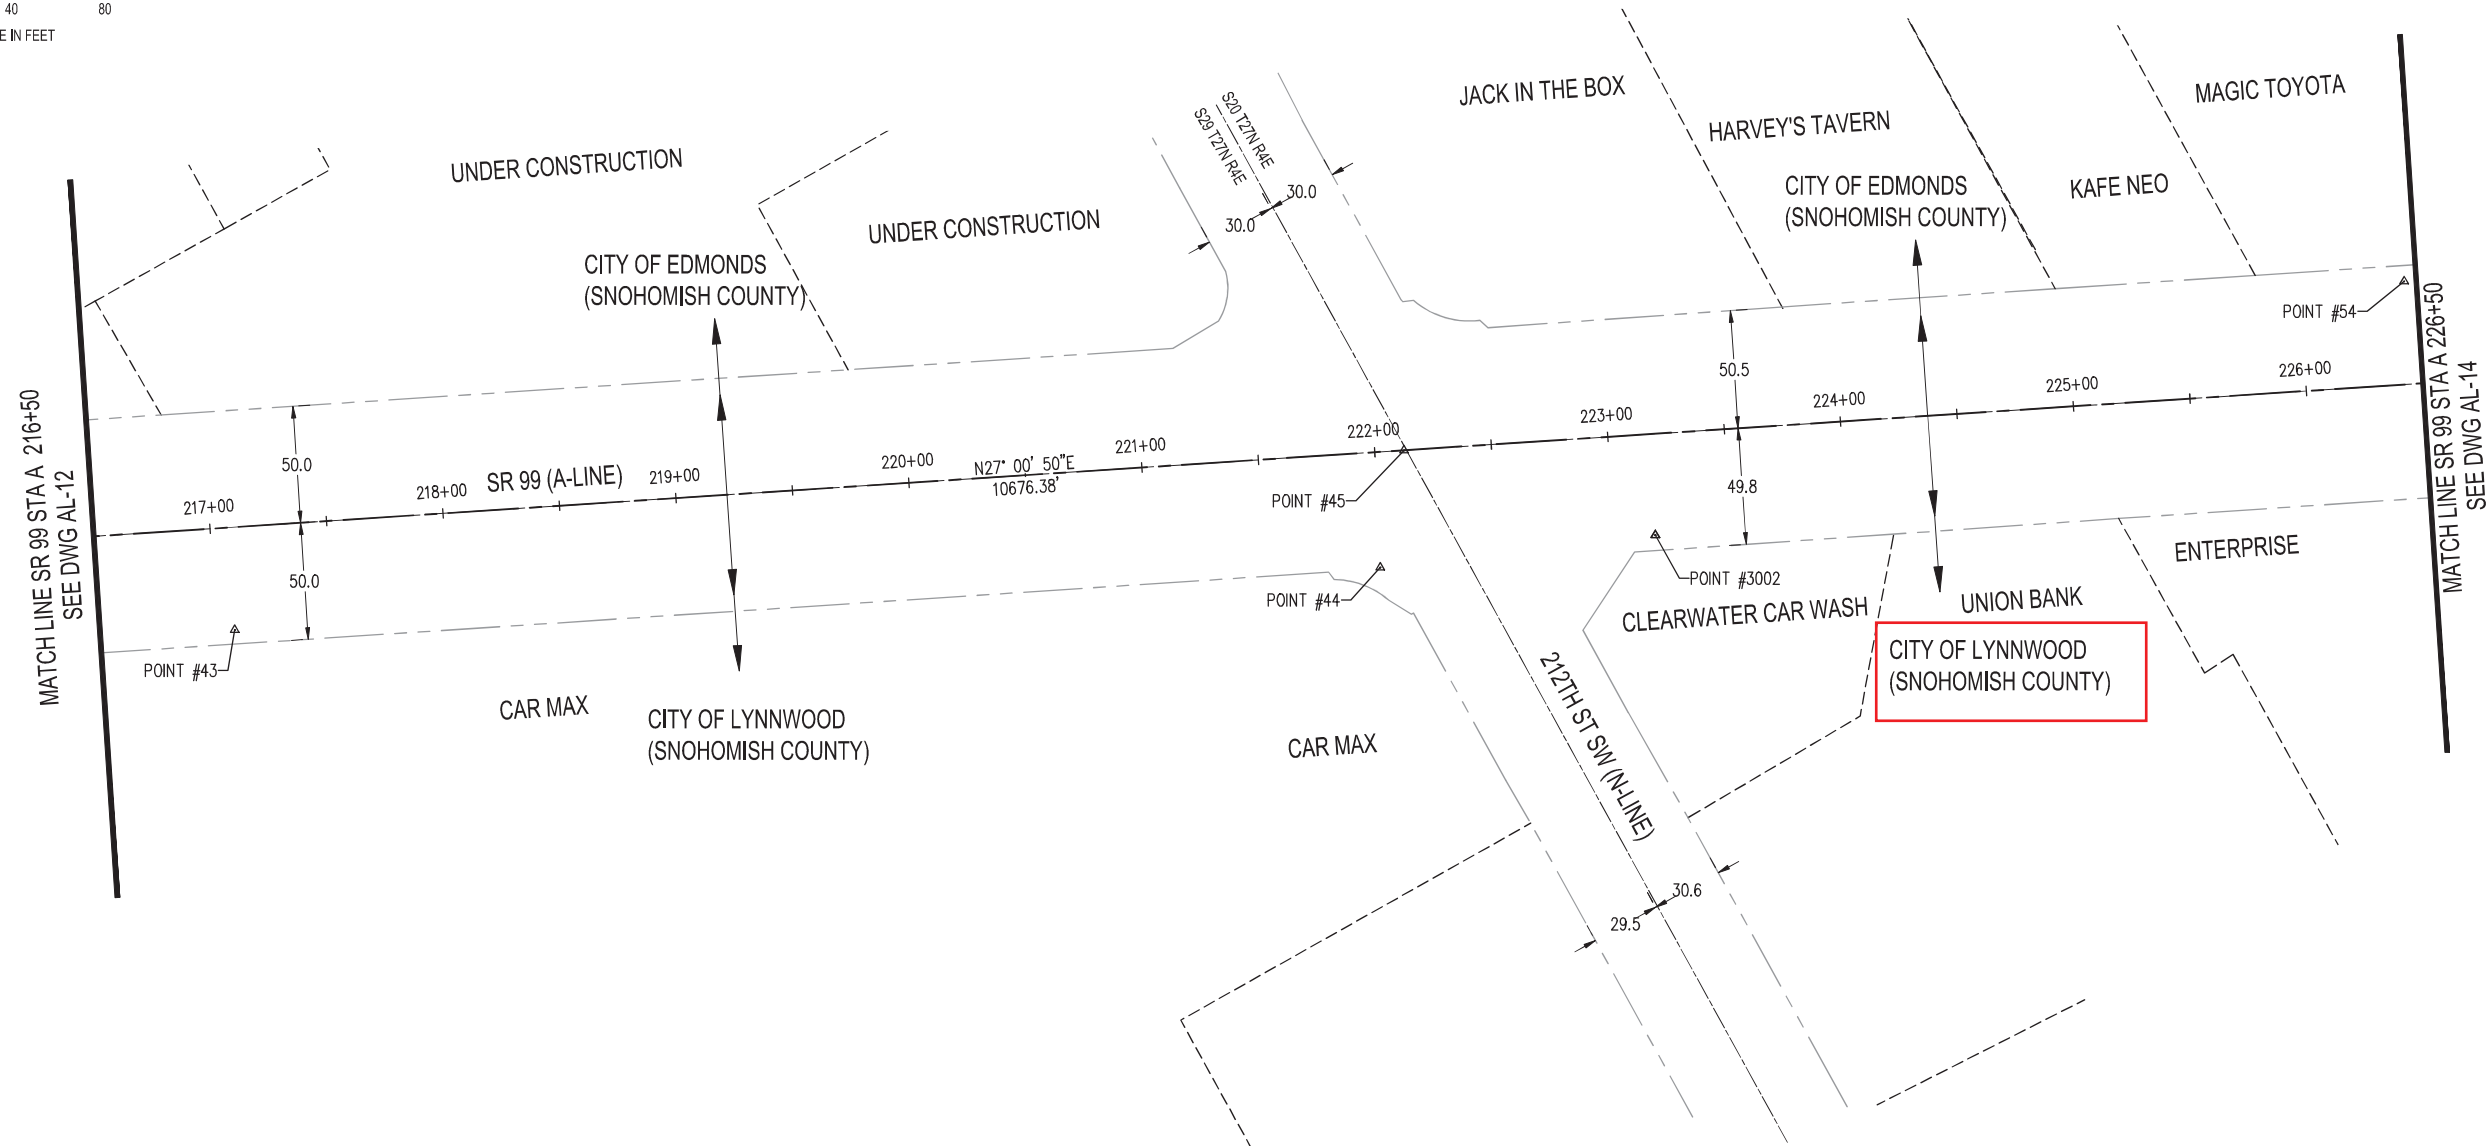 40 80
E IN FEET
MATCH LINE SR 99 STA A 216+50
SEE DWG AL-12
UNDER CONSTRUCTION
CITY OF EDMONDS
(SNOHOMISH COUNTY)
UNDER CONSTRUCTION
S20 T27N R4E
S29 T27N R4E
30.0
30.0
JACK IN THE BOX
HARVEY'S TAVERN
CITY OF EDMONDS
(SNOHOMISH COUNTY)
KAFE NEO
MAGIC TOYOTA
POINT #54
50.0
50.0
217+00
218+00
SR 99 (A-LINE)
219+00
220+00
N27° 00' 50"E
10676.38'
221+00
222+00
223+00
224+00
225+00
226+00
50.5
49.8
POINT #45
POINT #43
POINT #44
POINT #3002
CAR MAX
CITY OF LYNNWOOD
(SNOHOMISH COUNTY)
CAR MAX
212TH ST SW (N-LINE)
CLEARWATER CAR WASH
UNION BANK
CITY OF LYNNWOOD
(SNOHOMISH COUNTY)
ENTERPRISE
30.6
29.5
MATCH LINE SR 99 STA A 226+50
SEE DWG AL-14